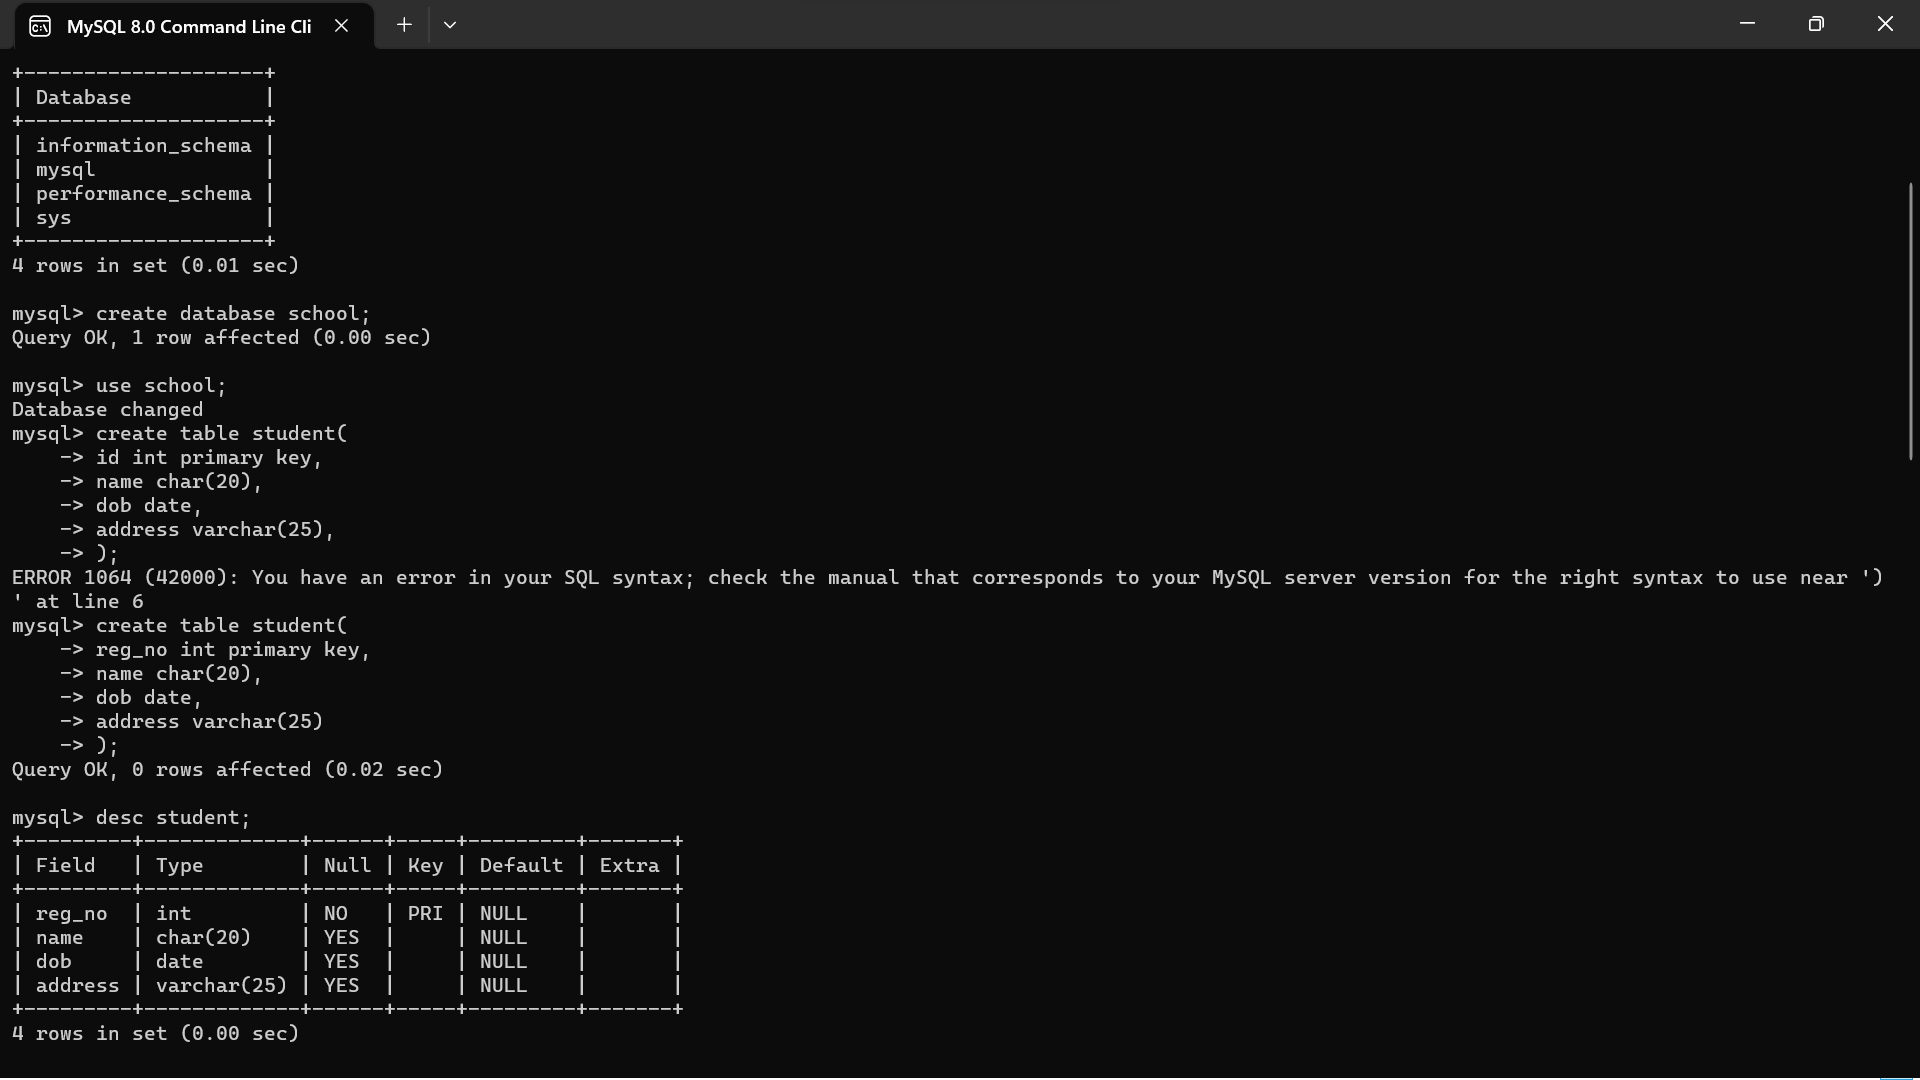 MySQL 8.0 Command Line Cli
+--------------------+
| Database           |
+--------------------+
| information_schema |
| mysql              |
| performance_schema |
| sys                |
+--------------------+
4 rows in set (0.01 sec)
mysql> create database school;
Query OK, 1 row affected (0.00 sec)
mysql> use school;
Database changed
mysql> create table student(
    -> id int primary key,
    -> name char(20),
    -> dob date,
    -> address varchar(25),
    -> );
ERROR 1064 (42000): You have an error in your SQL syntax; check the manual that corresponds to your MySQL server version for the right syntax to use near ')
' at line 6
mysql> create table student(
    -> reg_no int primary key,
    -> name char(20),
    -> dob date,
    -> address varchar(25)
    -> );
Query OK, 0 rows affected (0.02 sec)
mysql> desc student;
+---------+-------------+------+-----+---------+-------+
| Field   | Type        | Null | Key | Default | Extra |
+---------+-------------+------+-----+---------+-------+
| reg_no  | int         | NO   | PRI | NULL    |       |
| name    | char(20)    | YES  |     | NULL    |       |
| dob     | date        | YES  |     | NULL    |       |
| address | varchar(25) | YES  |     | NULL    |       |
+---------+-------------+------+-----+---------+-------+
4 rows in set (0.00 sec)